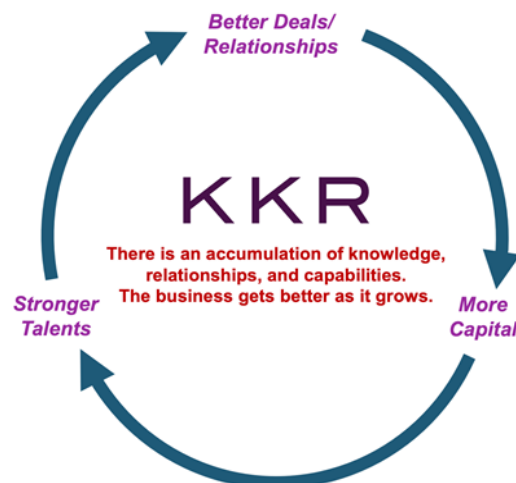 Better Deals/
Relationships
KKR
There is an accumulation of knowledge,
relationships, and capabilities.
The business gets better as it grows.
Stronger
Talents
More
Capital